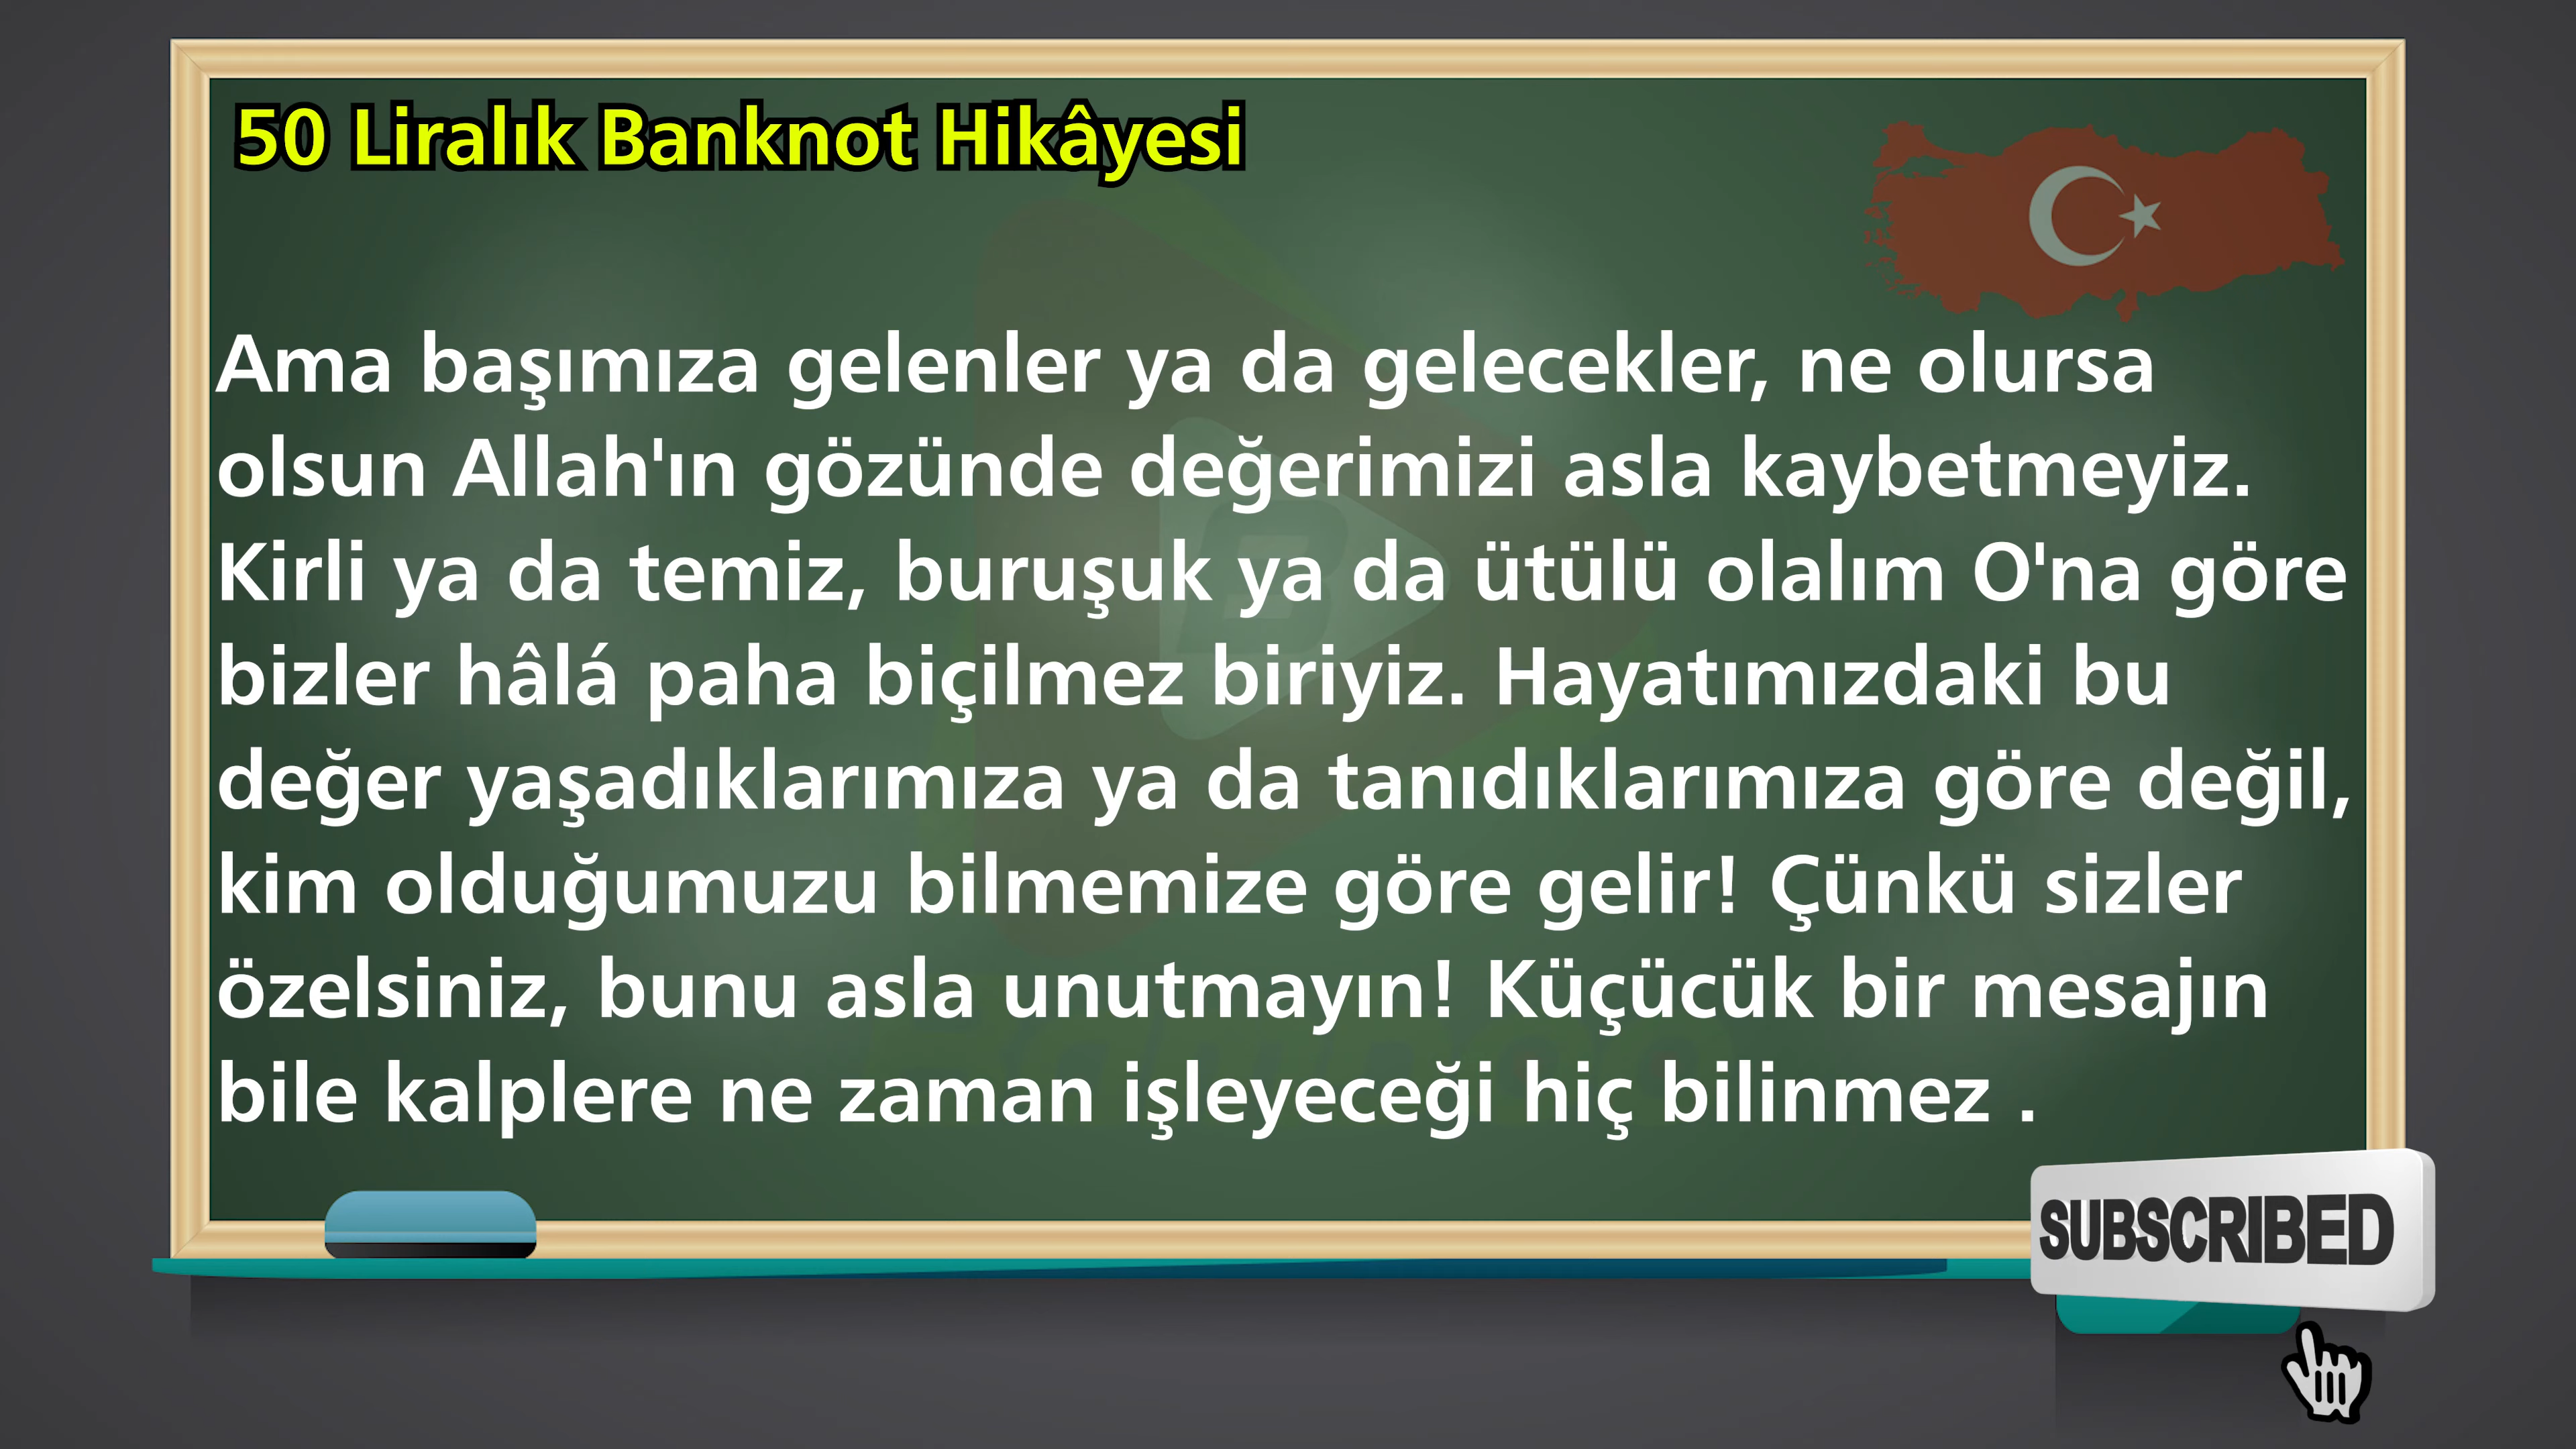 50 Liralık Banknot Hikâyesi
Ama başımıza gelenler ya da gelecekler, ne olursa
olsun Allah'ın gözünde değerimizi asla kaybetmeyiz.
Kirli ya da temiz, buruşuk ya da ütülü olalım O'na göre
bizler hâlá paha biçilmez biriyiz. Hayatımızdaki bu
değer yaşadıklarımıza ya da tanıdıklarımıza göre değil,
kim olduğumuzu bilmemize göre gelir! Çünkü sizler
özelsiniz, bunu asla unutmayın! Küçücük bir mesajın
bile kalplere ne zaman işleyeceği hiç bilinmez .
SUBSCRIBED